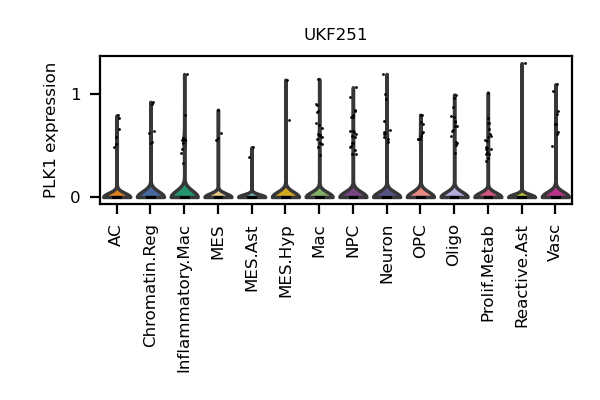 UKF251
PLK1 expression
1
0
AC
Chromatin.Reg
Inflammatory.Mac
MES
MES.Ast
MES.Hyp
Mac
NPC
Neuron
OPC
Oligo
Prolif.Metab
Reactive.Ast
Vasc